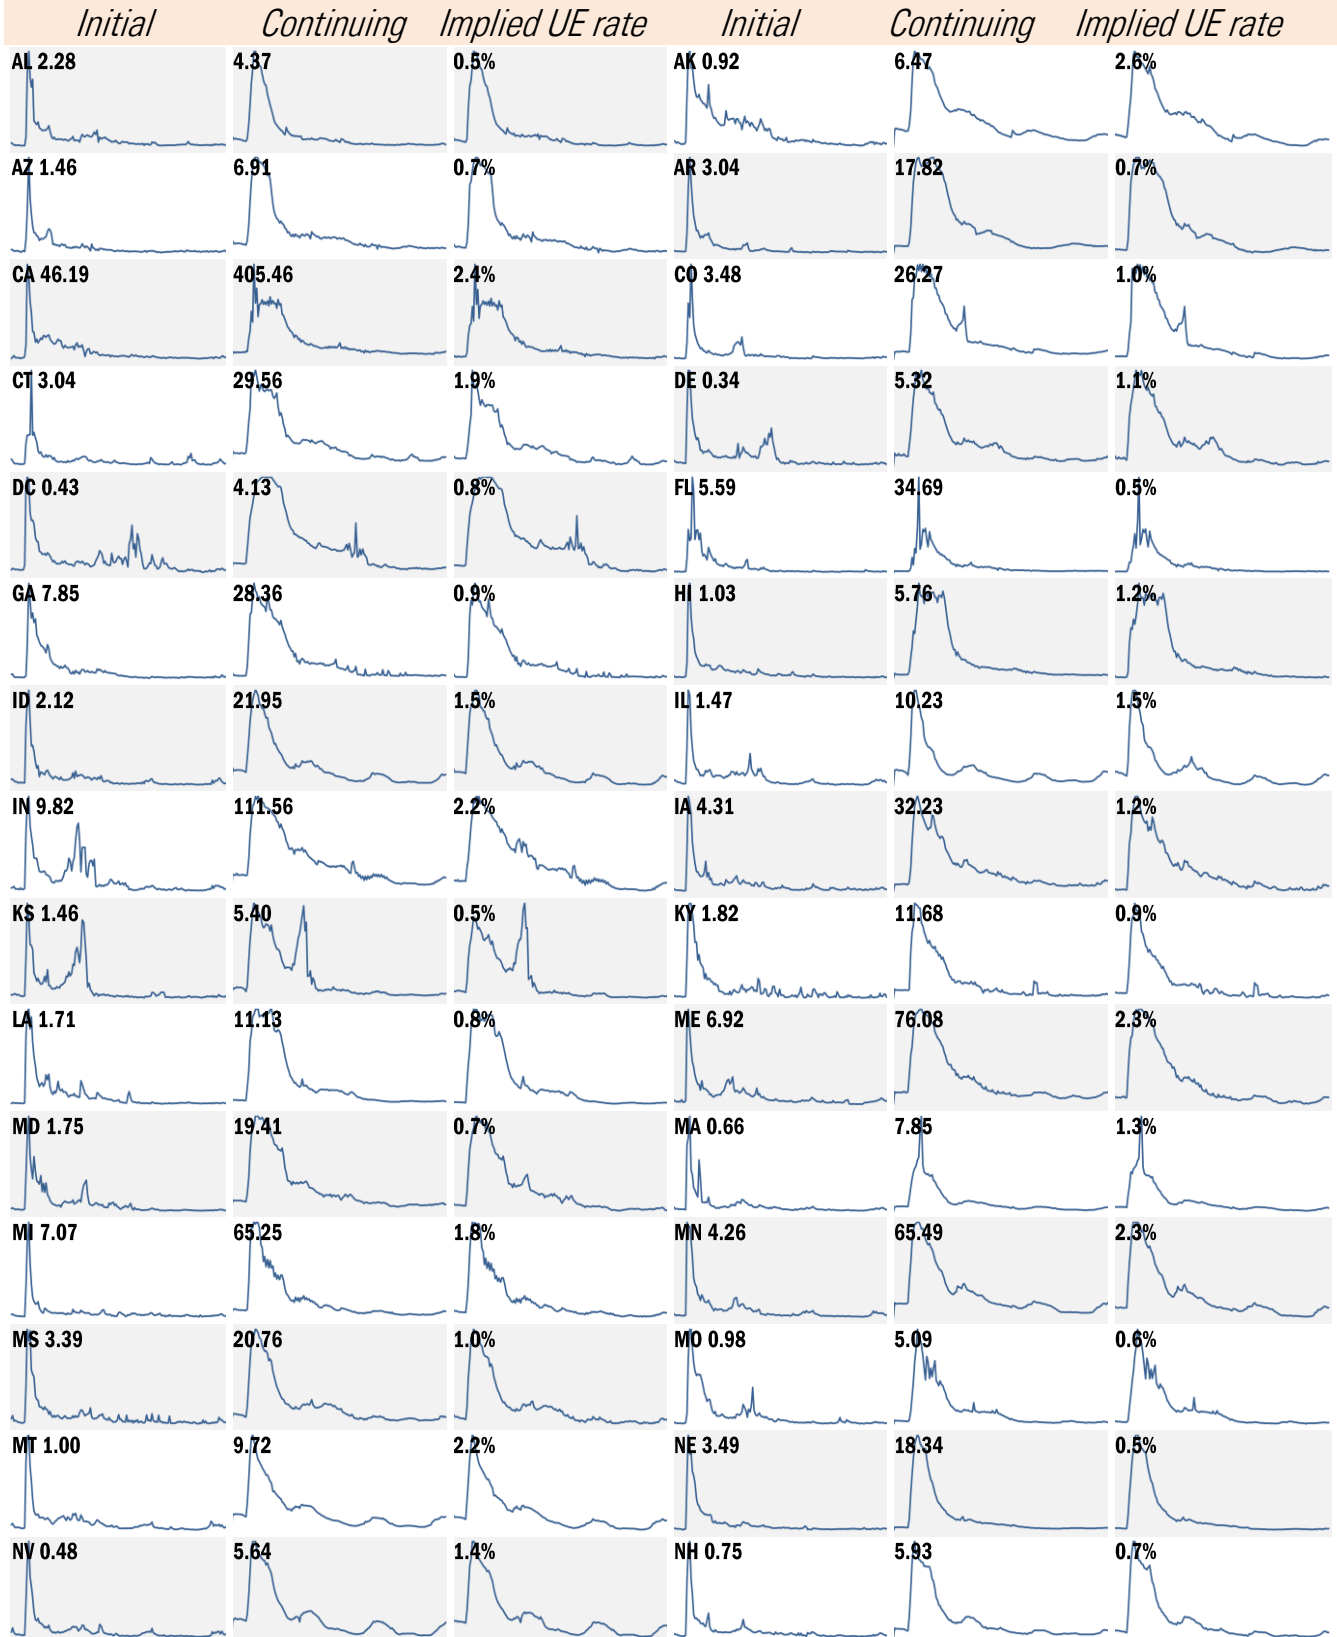 Initial Continuing Implied UE rate Initial Continuing Implied UE rate
AL 2.28 4.37 0.5% AK 0.92 6.47 2.6%
AZ 1.46 6.91 0.7% AR 3.04 17.82 0.7%
CA 46.19 405.46 2.4% CO 3.48 26.27 1.0%
CT 3.04 29.56 1.9% DE 0.34 5.32 1.1%
DC 0.43 4.13 0.8% FL 5.59 34.69 0.5%
GA 7.85 28.36 0.9% HI 1.03 5.76 1.2%
ID 2.12 21.95 1.5% IL 1.47 10.23 1.5%
IN 9.82 111.56 2.2% IA 4.31 32.23 1.2%
KS 1.46 5.40 0.5% KY 1.82 11.68 0.9%
LA 1.71 11.13 0.8% ME 6.92 76.08 2.3%
MD 1.75 19.41 0.7% MA 0.66 7.85 1.3%
MI 7.07 65.25 1.8% MN 4.26 65.49 2.3%
MS 3.39 20.76 1.0% MO 0.98 5.09 0.6%
MT 1.00 9.72 2.2% NE 3.49 18.34 0.5%
NV 0.48 5.64 1.4% NH 0.75 5.93 0.7%